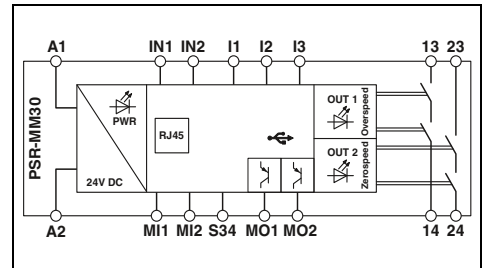 A1 IN1 IN2 I1 I2 I3 13 23
PSR-MM30
PWR
24V DC
RJ45
OUT 1
Overspeed
OUT 2
Zerospeed
A2 MI1 MI2 S34 MO1 MO2 14 24